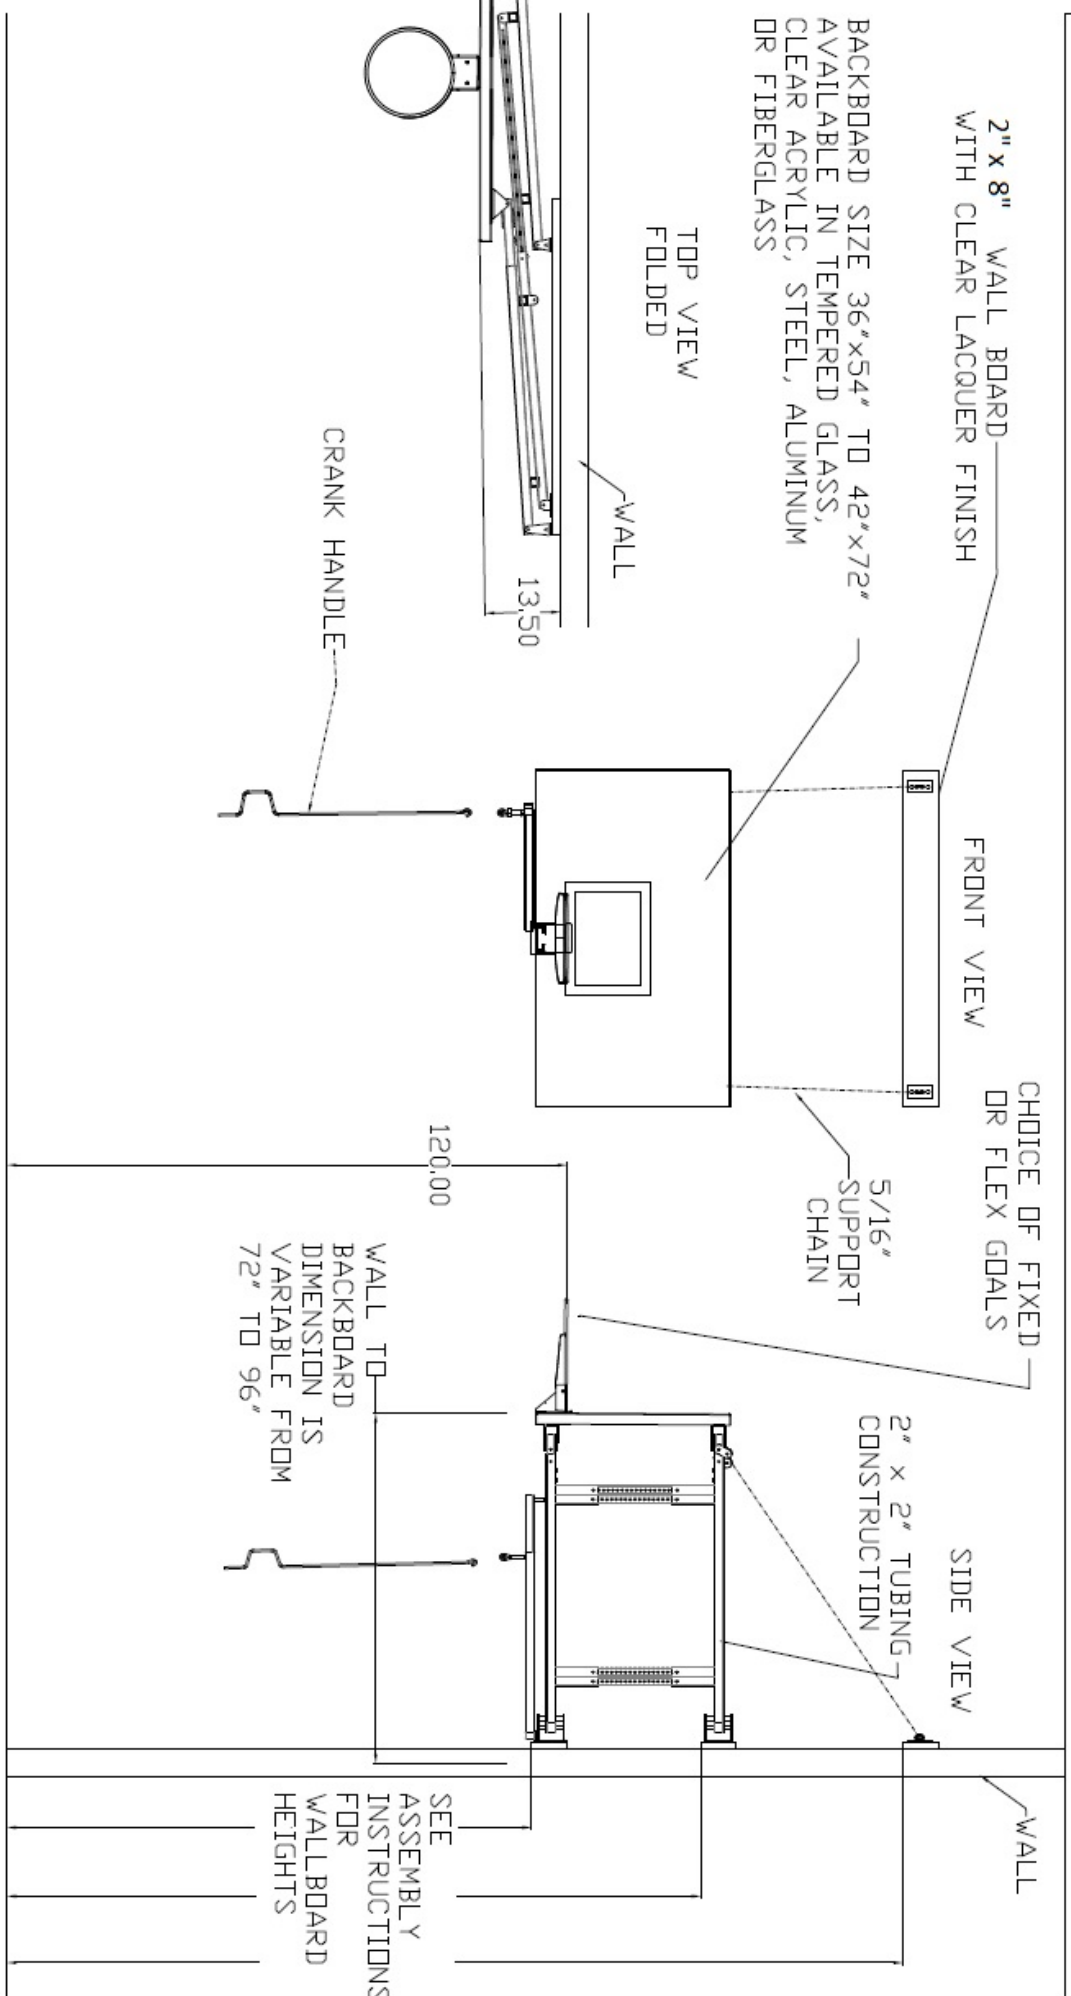 2" x 8" WALL BOARD
WITH CLEAR LACQUER FINISH
BACKBOARD SIZE 36"x54" TO 42"x72"
AVAILABLE IN TEMPERED GLASS,
CLEAR ACRYLIC, STEEL, ALUMINUM
OR FIBERGLASS
TOP VIEW
FOLDED
WALL
13.50
CRANK HANDLE
FRONT VIEW
CHOICE OF FIXED
OR FLEX GOALS
5/16"
SUPPORT
CHAIN
120.00
WALL TO
BACKBOARD
DIMENSION IS
VARIABLE FROM
72" TO 96"
SIDE VIEW
2" x 2" TUBING
CONSTRUCTION
WALL
SEE
ASSEMBLY
INSTRUCTIONS
FOR
WALLBOARD
HEIGHTS